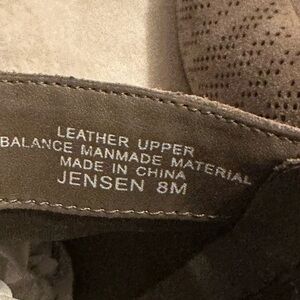 LEATHER UPPER
BALANCE MANMADE MATERIAL
MADE IN CHINA
JENSEN 8M